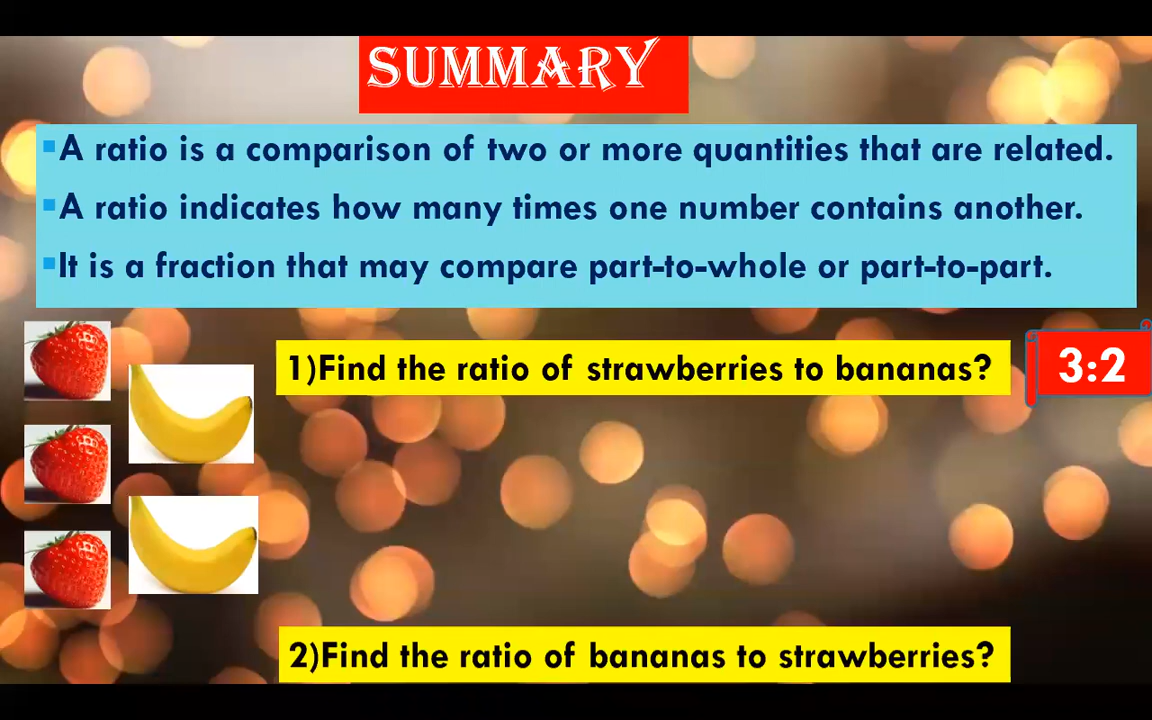 SUMMARY
▪A ratio is a comparison of two or more quantities that are related.
▪A ratio indicates how many times one number contains another.
▪It is a fraction that may compare part-to-whole or part-to-part.
1)Find the ratio of strawberries to bananas?
3:2
2)Find the ratio of bananas to strawberries?